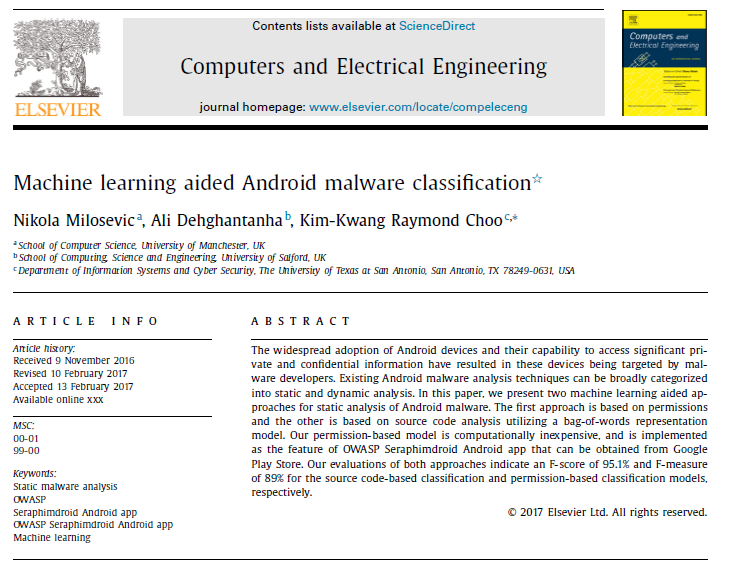 Contents lists available at ScienceDirect
Computers and Electrical Engineering
journal homepage: www.elsevier.com/locate/compeleceng
ELSEVIER
Computers and
Electrical Engineering
Machine learning aided Android malware classification☆
Nikola Milosevic a, Ali Dehghantanha b, Kim-Kwang Raymond Choo c,*
a School of Computer Science, University of Manchester, UK
b School of Computing, Science and Engineering, University of Salford, UK
c Department of Information Systems and Cyber Security, The University of Texas at San Antonio, San Antonio, TX 78249-0631, USA
ARTICLE INFO
Article history:
Received 9 November 2016
Revised 10 February 2017
Accepted 13 February 2017
Available online xxx
MSC:
00-01
99-00
Keywords:
Static malware analysis
OWASP
Seraphimdroid Android app
OWASP Seraphimdroid Android app
Machine learning
ABSTRACT
The widespread adoption of Android devices and their capability to access significant pri-
vate and confidential information have resulted in these devices being targeted by mal-
ware developers. Existing Android malware analysis techniques can be broadly categorized
into static and dynamic analysis. In this paper, we present two machine learning aided ap-
proaches for static analysis of Android malware. The first approach is based on permissions
and the other is based on source code analysis utilizing a bag-of-words representation
model. Our permission-based model is computationally inexpensive, and is implemented
as the feature of OWASP Seraphimdroid Android app that can be obtained from Google
Play Store. Our evaluations of both approaches indicate an F-score of 95.1% and F-measure
of 89% for the source code-based classification and permission-based classification models,
respectively.
© 2017 Elsevier Ltd. All rights reserved.